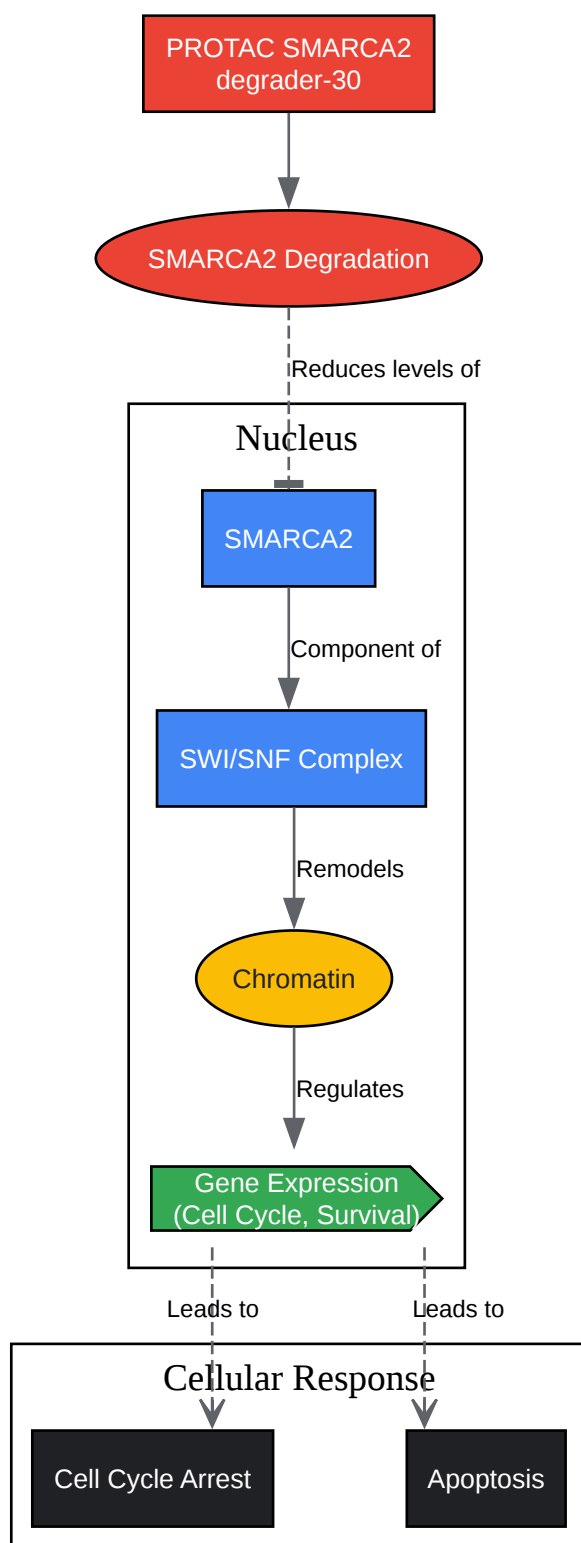 PROTAC SMARCA2
degrader-30
SMARCA2 Degradation
Reduces levels of
Nucleus
SMARCA2
Component of
SWI/SNF Complex
Remodels
Chromatin
Regulates
Gene Expression
(Cell Cycle, Survival)
Leads to
Leads to
Cellular Response
Cell Cycle Arrest
Apoptosis